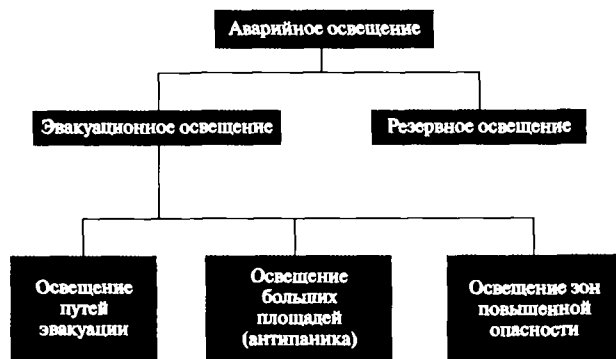 Аварийное освещение
Эвакуационное освещение
Резервное освещение
Освещение
путей
эвакуации
Освещение
больших
площадей
(антипаника)
Освещение зон
повышенной
опасности